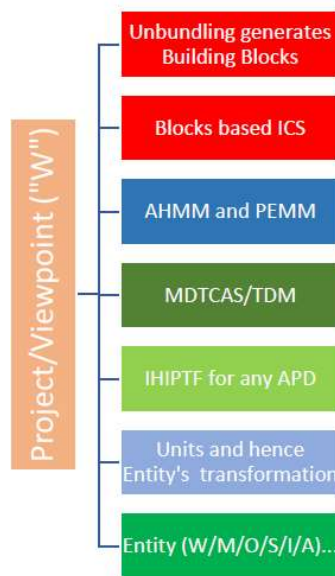 Project/Viewpoint ("W")
Unbundling generates
Building Blocks
Blocks based ICS
AHMM and PEMM
MDTCAS/TDM
IHIPTF for any APD
Units and hence
Entity's transformation
Entity (W/M/O/S/I/A)...